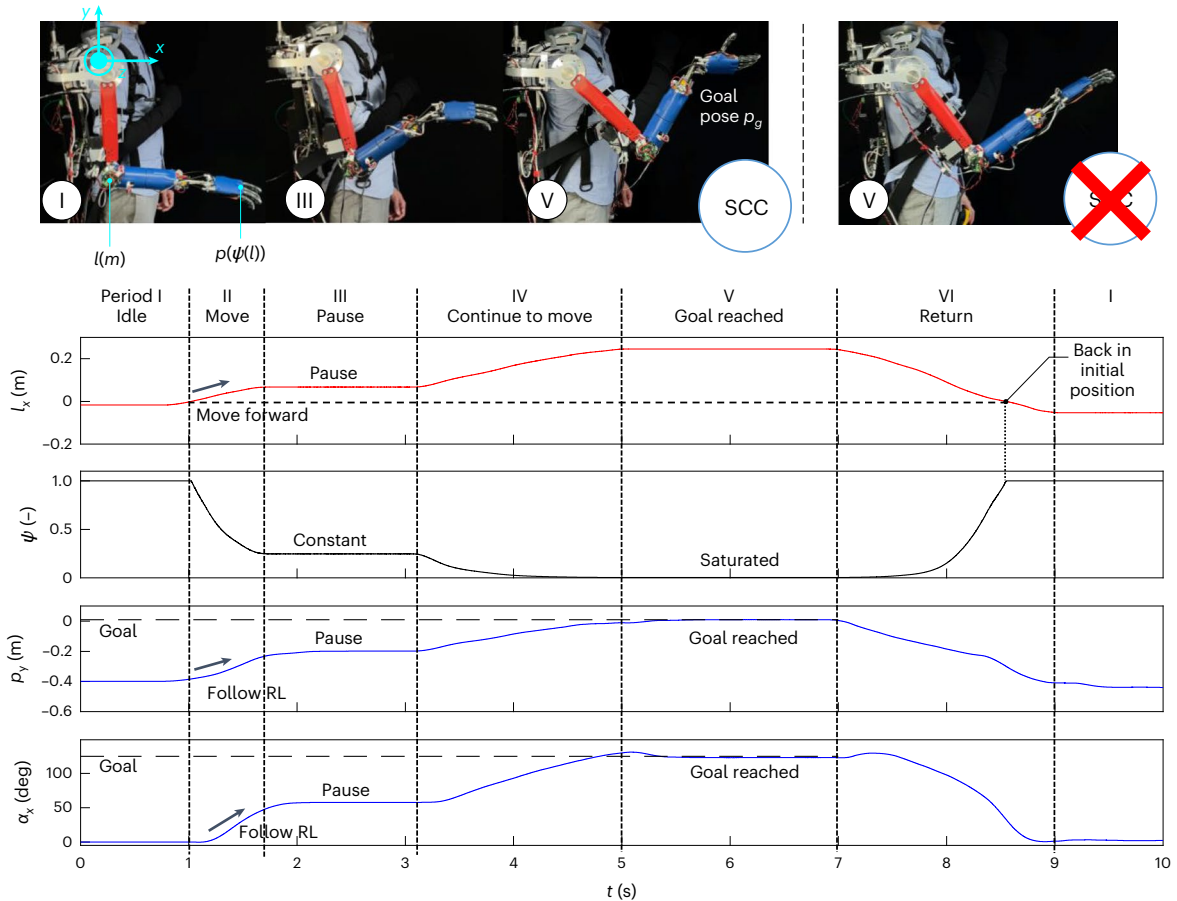 y
x
z
I
III
V
Goal
pose p_g
SCC
V
l(m)
p(ψ(l))
Period I
Idle
II
Move
III
Pause
IV
Continue to move
V
Goal reached
VI
Return
I
l_x (m)
0.2
0
–0.2
Pause
Move forward
Back in
initial
position
ψ (–)
1.0
0.5
0
Constant
Saturated
p_y (m)
0
–0.2
–0.4
–0.6
Goal
Pause
Follow RL
Goal reached
α_x (deg)
100
50
0
Goal
Pause
Follow RL
Goal reached
0 1 2 3 4 5 6 7 8 9 10
t (s)